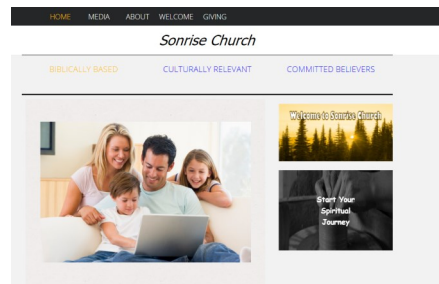 HOME MEDIA ABOUT WELCOME GIVING
Sonrise Church
BIBLICALLY BASED CULTURALLY RELEVANT COMMITTED BELIEVERS
Welcome to Sonrise Church
Start Your
Spiritual
Journey